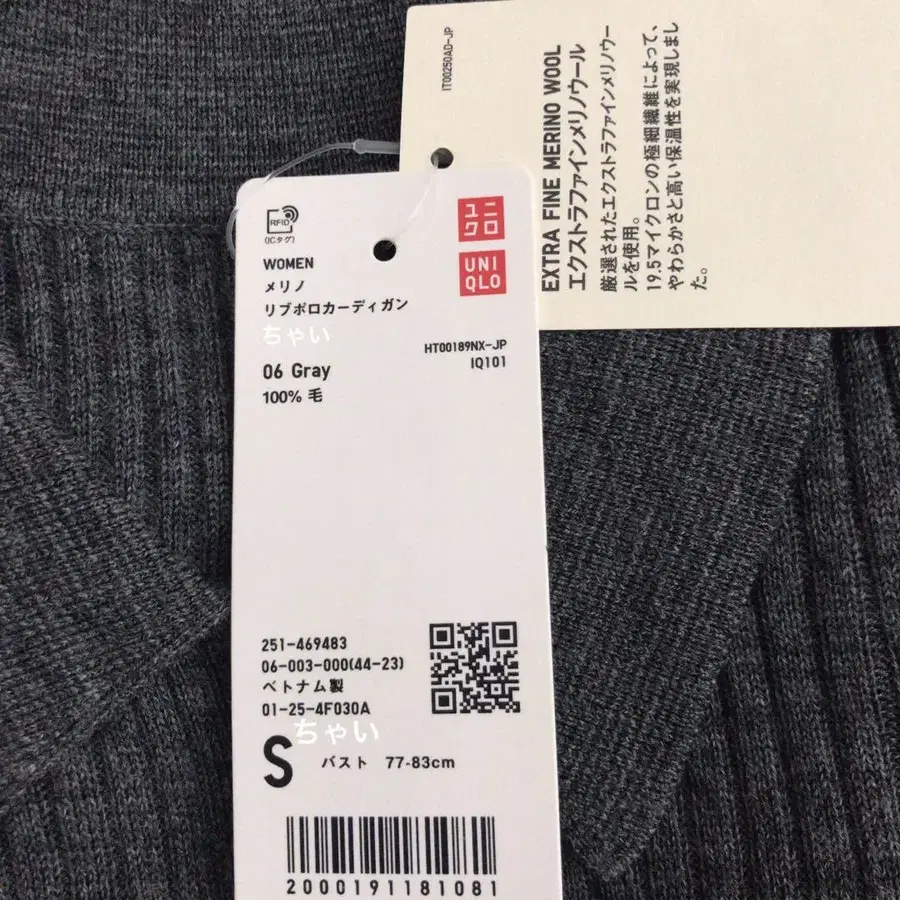 RFID
(ICタグ)
ユニ
クロ
UNI
QLO
WOMEN
メリノ
リブポロカーディガン
ちゃい
HT00189NX-JP
IQ101
06 Gray
100% 毛
251-469483
06-003-000(44-23)
ベトナム製
01-25-4F030A
ちゃい
S バスト 77-83cm
2000191181081
IT00250AD-JP
EXTRA FINE MERINO WOOL
エクストラファインメリノウール
厳選されたエクストラファインメリノウー
ルを使用。
19.5マイクロンの極細繊維によって、
やわらかさと高い保温性を実現しまし
た。